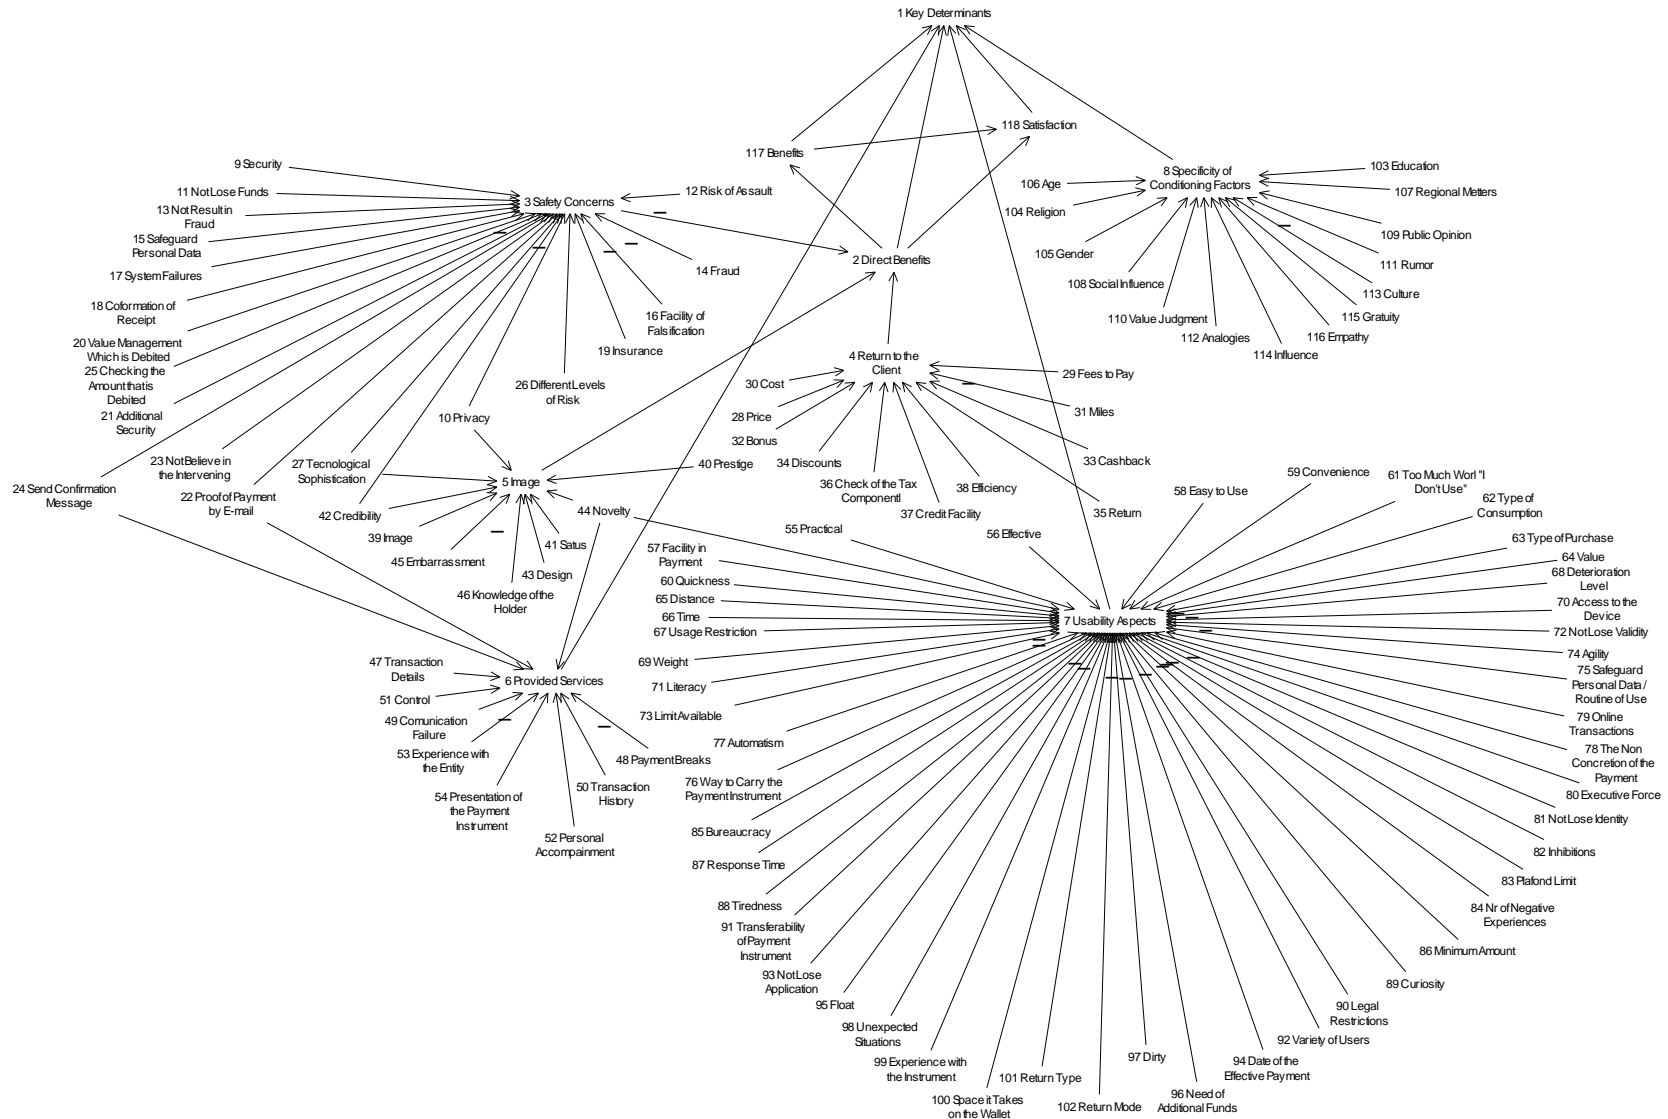 1 Key Determinants
118 Satisfaction
117 Benefits
9 Security
11 Not Lose Funds
13 Not Result in
Fraud
15 Safeguard
Personal Data
17 System Failures
18 Coformation of
Receipt
20 Value Management
Which is Debited
25 Checking the
Amount that is
Debited
21 Additional
Security
3 Safety Concerns
12 Risk of Assault
14 Fraud
16 Facility of
Falsification
19 Insurance
26 Different Levels
of Risk
10 Privacy
2 Direct Benefits
8 Specificity of
Conditioning Factors
103 Education
106 Age
107 Regional Metters
104 Religion
109 Public Opinion
105 Gender
111 Rumor
108 Social Influence
113 Culture
110 Value Judgment
115 Gratuity
112 Analogies
116 Empathy
114 Influence
4 Return to the
Client
29 Fees to Pay
30 Cost
31 Miles
28 Price
32 Bonus
33 Cashback
34 Discounts
36 Check of the Tax
Componentl
38 Efficiency
37 Credit Facility
35 Return
24 Send Confirmation
Message
23 Not Believe in
the Intervening
22 Proof of Payment
by E-mail
27 Tecnological
Sophistication
5 Image
40 Prestige
42 Credibility
39 Image
45 Embarrassment
44 Novelty
41 Satus
43 Design
46 Knowledge of the
Holder
6 Provided Services
47 Transaction
Details
51 Control
49 Comunication
Failure
53 Experience with
the Entity
54 Presentation of
the Payment
Instrument
52 Personal
Accompainment
50 Transaction
History
48 Payment Breaks
7 Usability Aspects
55 Practical
56 Effective
58 Easy to Use
59 Convenience
61 Too Much Worl "I
Don't Use"
62 Type of
Consumption
63 Type of Purchase
64 Value
68 Deterioration
Level
70 Access to the
Device
72 Not Lose Validity
74 Agility
75 Safeguard
Personal Data /
Routine of Use
79 Online
Transactions
78 The Non
Concretion of the
Payment
80 Executive Force
81 Not Lose Identity
82 Inhibitions
83 Plafond Limit
84 Nr of Negative
Experiences
86 Minimum Amount
89 Curiosity
90 Legal
Restrictions
92 Variety of Users
94 Date of the
Effective Payment
96 Need of
Additional Funds
97 Dirty
102 Return Mode
101 Return Type
100 Space it Takes
on the Wallet
99 Experience with
the Instrument
98 Unexpected
Situations
95 Float
93 Not Lose
Application
91 Transferability
of Payment
Instrument
88 Tiredness
87 Response Time
85 Bureaucracy
76 Way to Carry the
Payment Instrument
77 Automatism
73 Limit Available
71 Literacy
69 Weight
67 Usage Restriction
66 Time
65 Distance
60 Quickness
57 Facility in
Payment